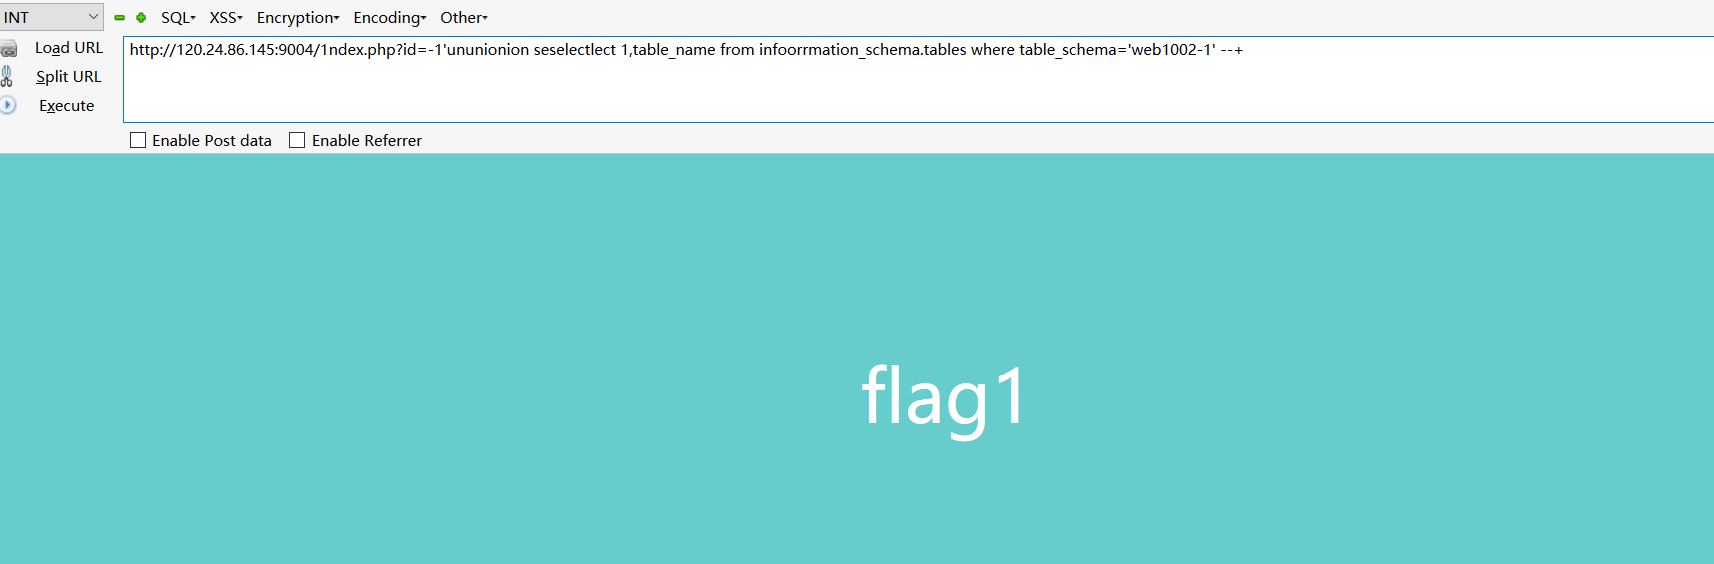 INT SQL XSS Encryption Encoding Other
Load URL
Split URL
Execute
http://120.24.86.145:9004/1ndex.php?id=-1'ununionion seselectlect 1,table_name from infoorrmation_schema.tables where table_schema='web1002-1' --+
Enable Post data Enable Referrer
flag1